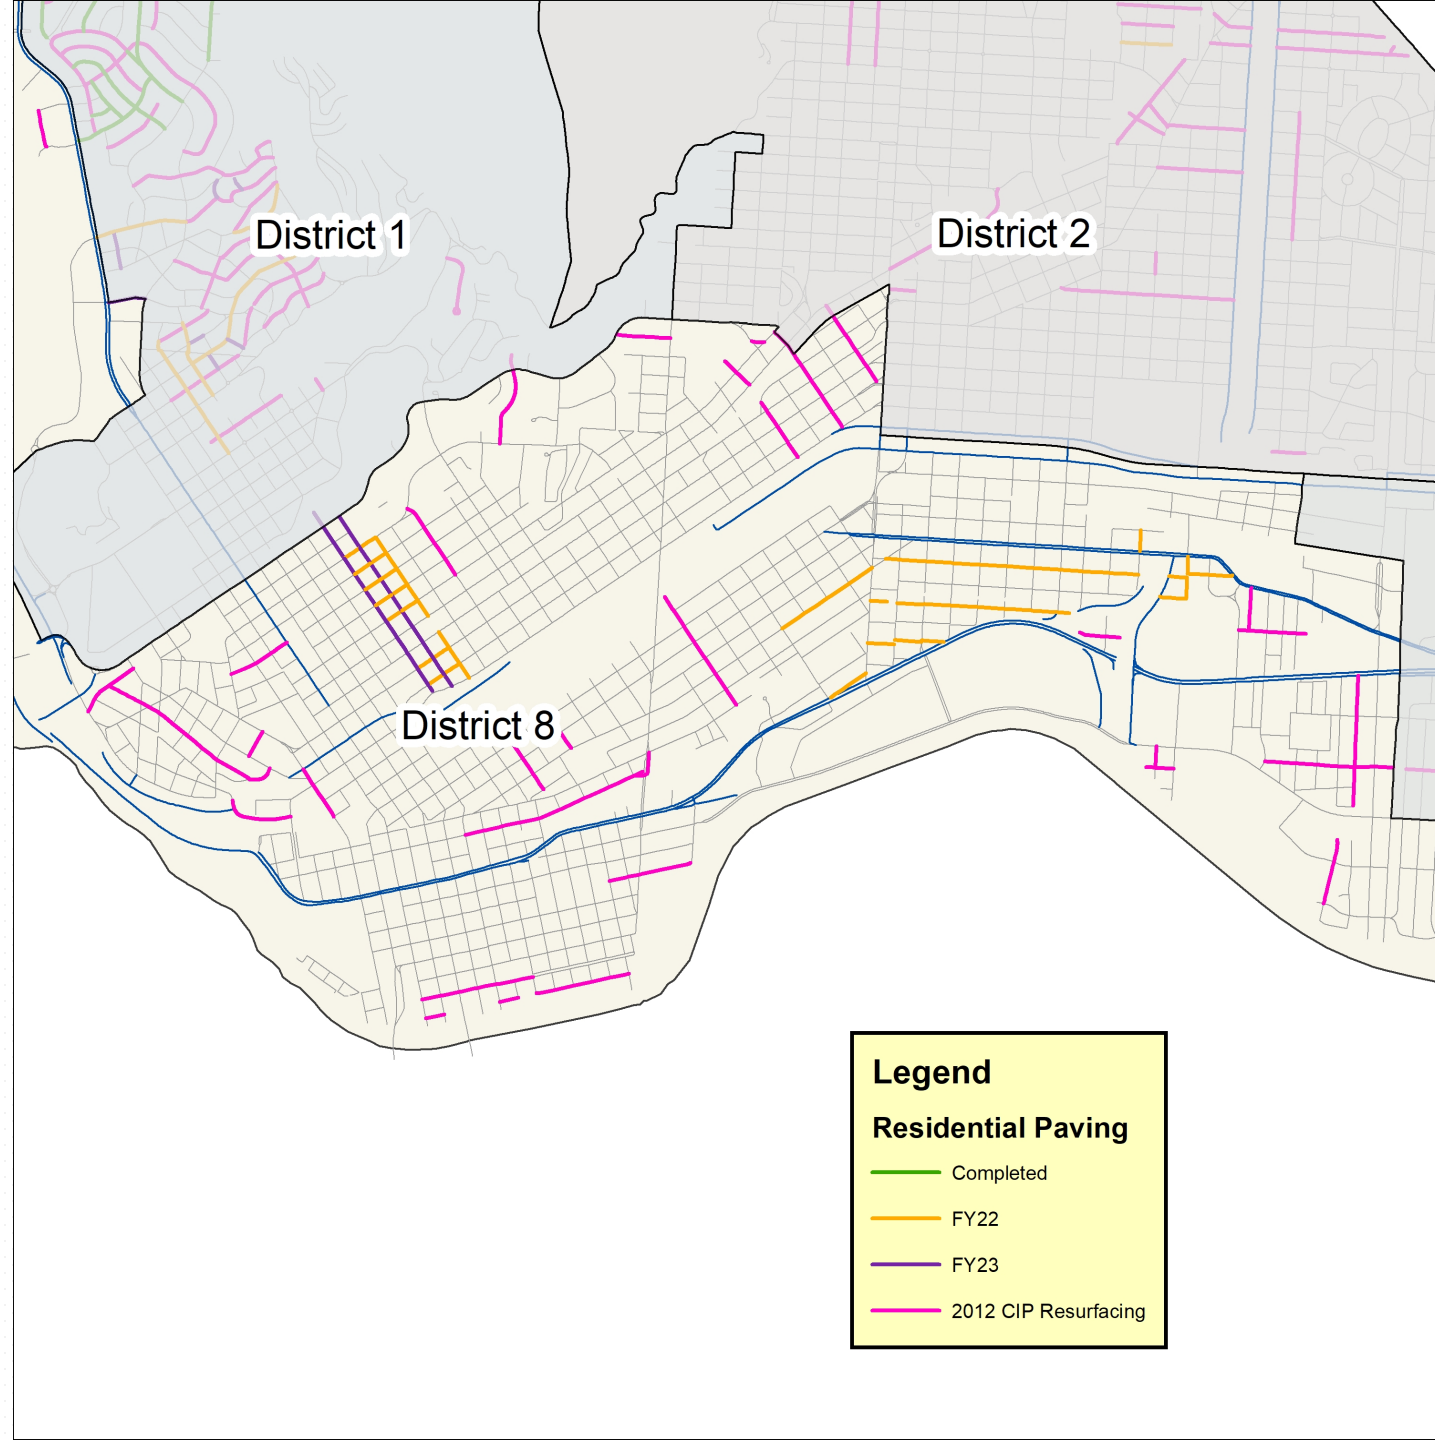 District 1
District 2
District 8
Legend
Residential Paving
Completed
FY22
FY23
2012 CIP Resurfacing